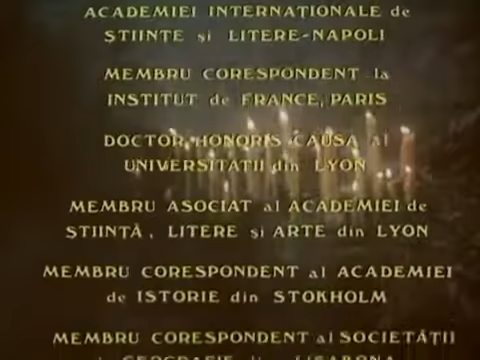 ACADEMIEI INTERNAȚIONALE de
ȘTIINȚE și LITERE-NAPOLI
MEMBRU CORESPONDENT la
INSTITUT de FRANCE, PARIS
DOCTOR HONORIS CAUSA al
UNIVERSITATII din LYON
MEMBRU ASOCIAT al ACADEMIEI de
ȘTIINȚĂ, LITERE și ARTE din LYON
MEMBRU CORESPONDENT al ACADEMIEI
de ISTORIE din STOKHOLM
MEMBRU CORESPONDENT al SOCIETĂȚII